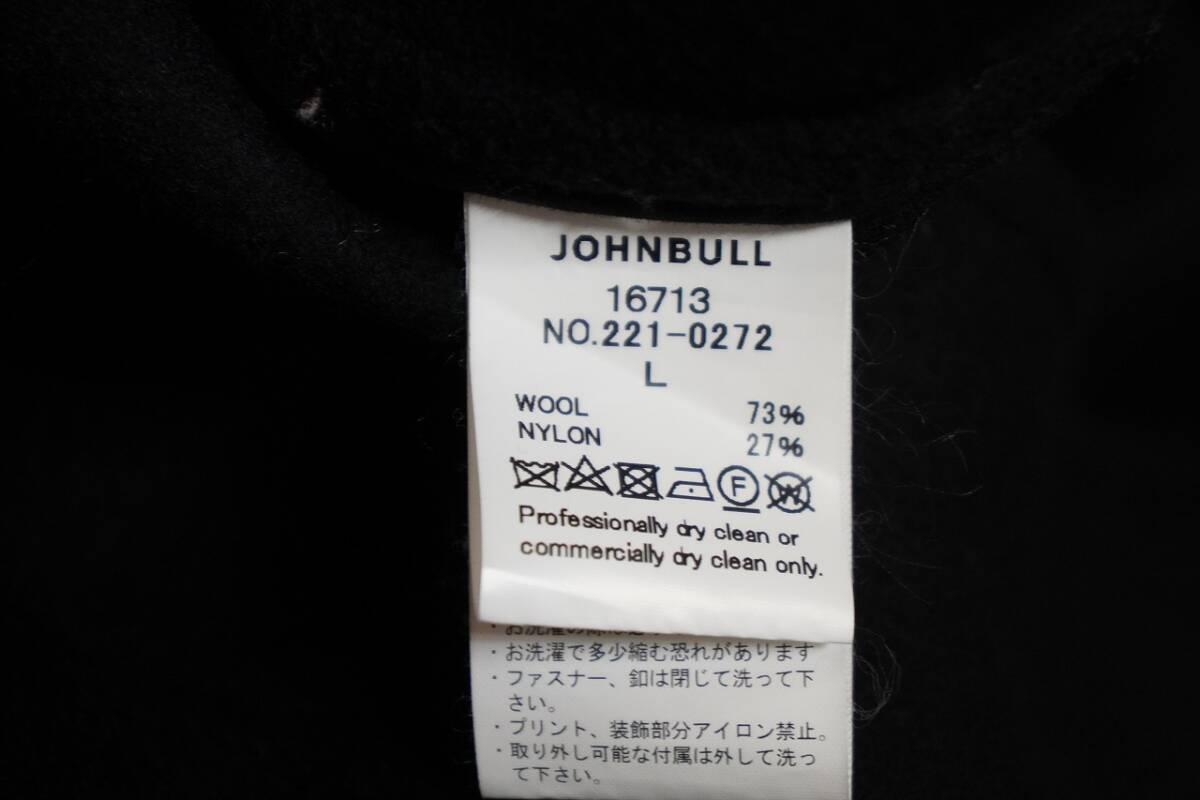 JOHNBULL
16713
NO.221-0272
L
WOOL 73%
NYLON 27%
F W
Professionally dry clean or
commercially dry clean only.
・お洗濯で多少縮む恐れがあります
・ファスナー、釦は閉じて洗って下
さい。
・プリント、装飾部分アイロン禁止。
・取り外し可能な付属は外して洗っ
て下さい。